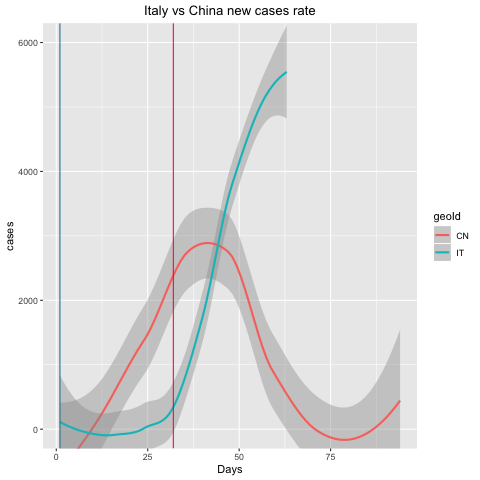 Italy vs China new cases rate
6000
4000
2000
0
cases
0 25 50 75
Days
geoId
CN
IT